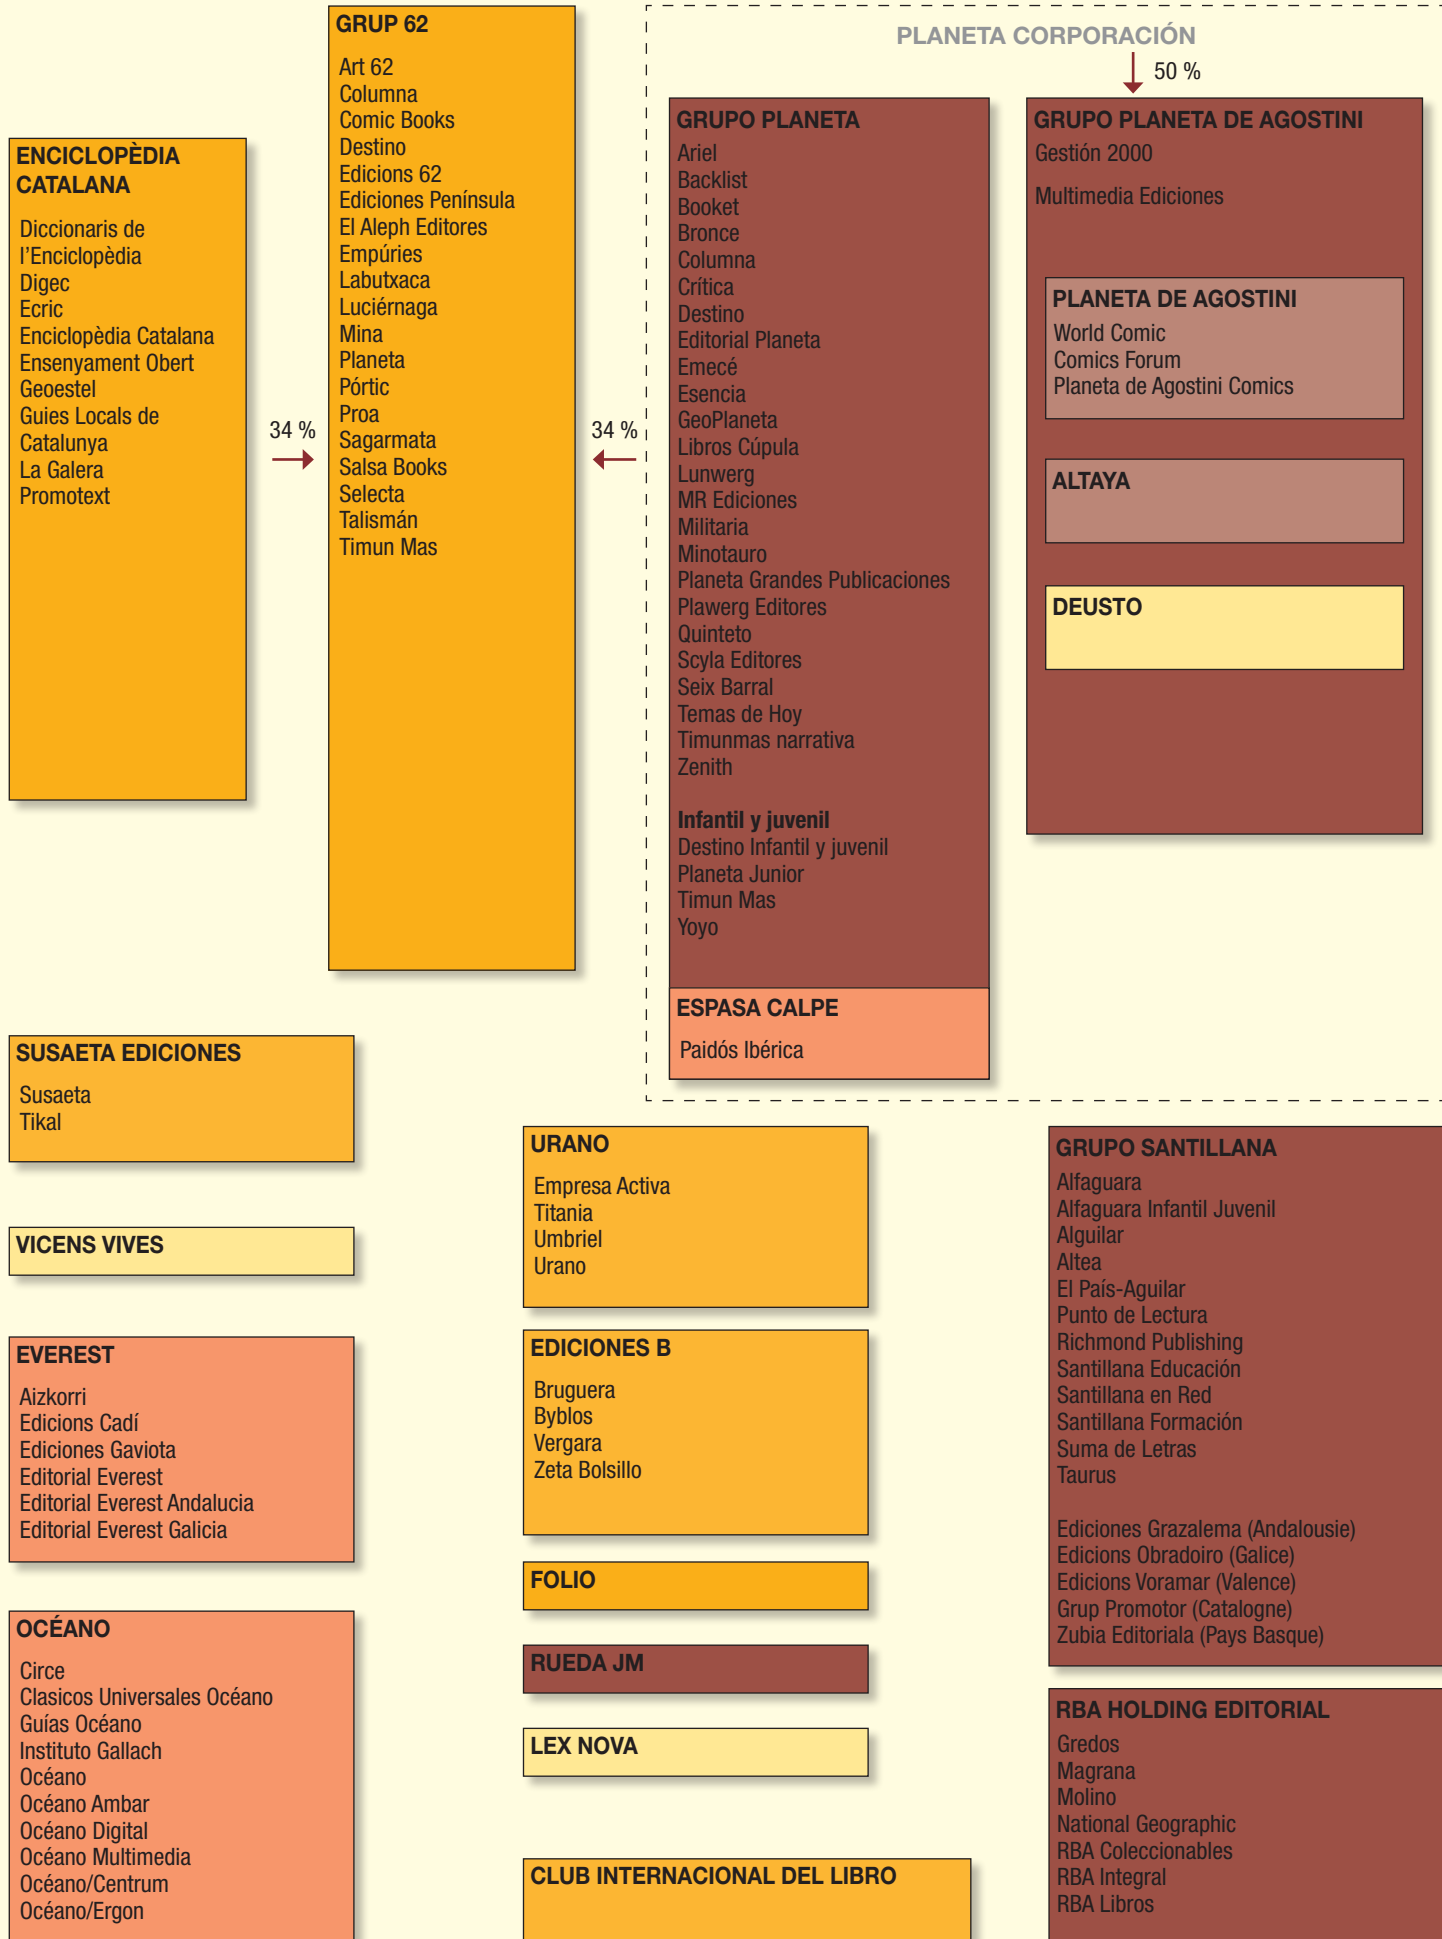 ENCICLOPÈDIA
CATALANA
Diccionaris de
l'Enciclopèdia
Digec
Ecric
Enciclopèdia Catalana
Ensenyament Obert
Geoestel
Guies Locals de
Catalunya
La Galera
Promotext
34 %
GRUP 62
Art 62
Columna
Comic Books
Destino
Edicions 62
Ediciones Península
El Aleph Editores
Empúries
Labutxaca
Luciérnaga
Mina
Planeta
Pórtic
Proa
Sagarmata
Salsa Books
Selecta
Talismán
Timun Mas
34 %
PLANETA CORPORACIÓN
50 %
GRUPO PLANETA
Ariel
Backlist
Booket
Bronce
Columna
Crítica
Destino
Editorial Planeta
Emecé
Esencia
GeoPlaneta
Libros Cúpula
Lunwerg
MR Ediciones
Militaria
Minotauro
Planeta Grandes Publicaciones
Plawerg Editores
Quinteto
Scyla Editores
Seix Barral
Temas de Hoy
Timunmas narrativa
Zenith
Infantil y juvenil
Destino Infantil y juvenil
Planeta Junior
Timun Mas
Yoyo
ESPASA CALPE
Paidós Ibérica
GRUPO PLANETA DE AGOSTINI
Gestión 2000
Multimedia Ediciones
PLANETA DE AGOSTINI
World Comic
Comics Forum
Planeta de Agostini Comics
ALTAYA
DEUSTO
SUSAETA EDICIONES
Susaeta
Tikal
VICENS VIVES
EVEREST
Aizkorri
Edicions Cadí
Ediciones Gaviota
Editorial Everest
Editorial Everest Andalucia
Editorial Everest Galicia
OCÉANO
Circe
Clasicos Universales Océano
Guías Océano
Instituto Gallach
Océano
Océano Ambar
Océano Digital
Océano Multimedia
Océano/Centrum
Océano/Ergon
URANO
Empresa Activa
Titania
Umbriel
Urano
EDICIONES B
Bruguera
Byblos
Vergara
Zeta Bolsillo
FOLIO
RUEDA JM
LEX NOVA
CLUB INTERNACIONAL DEL LIBRO
GRUPO SANTILLANA
Alfaguara
Alfaguara Infantil Juvenil
Alguilar
Altea
El País-Aguilar
Punto de Lectura
Richmond Publishing
Santillana Educación
Santillana en Red
Santillana Formación
Suma de Letras
Taurus
Ediciones Grazalema (Andalousie)
Edicions Obradoiro (Galice)
Edicions Voramar (Valence)
Grup Promotor (Catalogne)
Zubia Editoriala (Pays Basque)
RBA HOLDING EDITORIAL
Gredos
Magrana
Molino
National Geographic
RBA Coleccionables
RBA Integral
RBA Libros